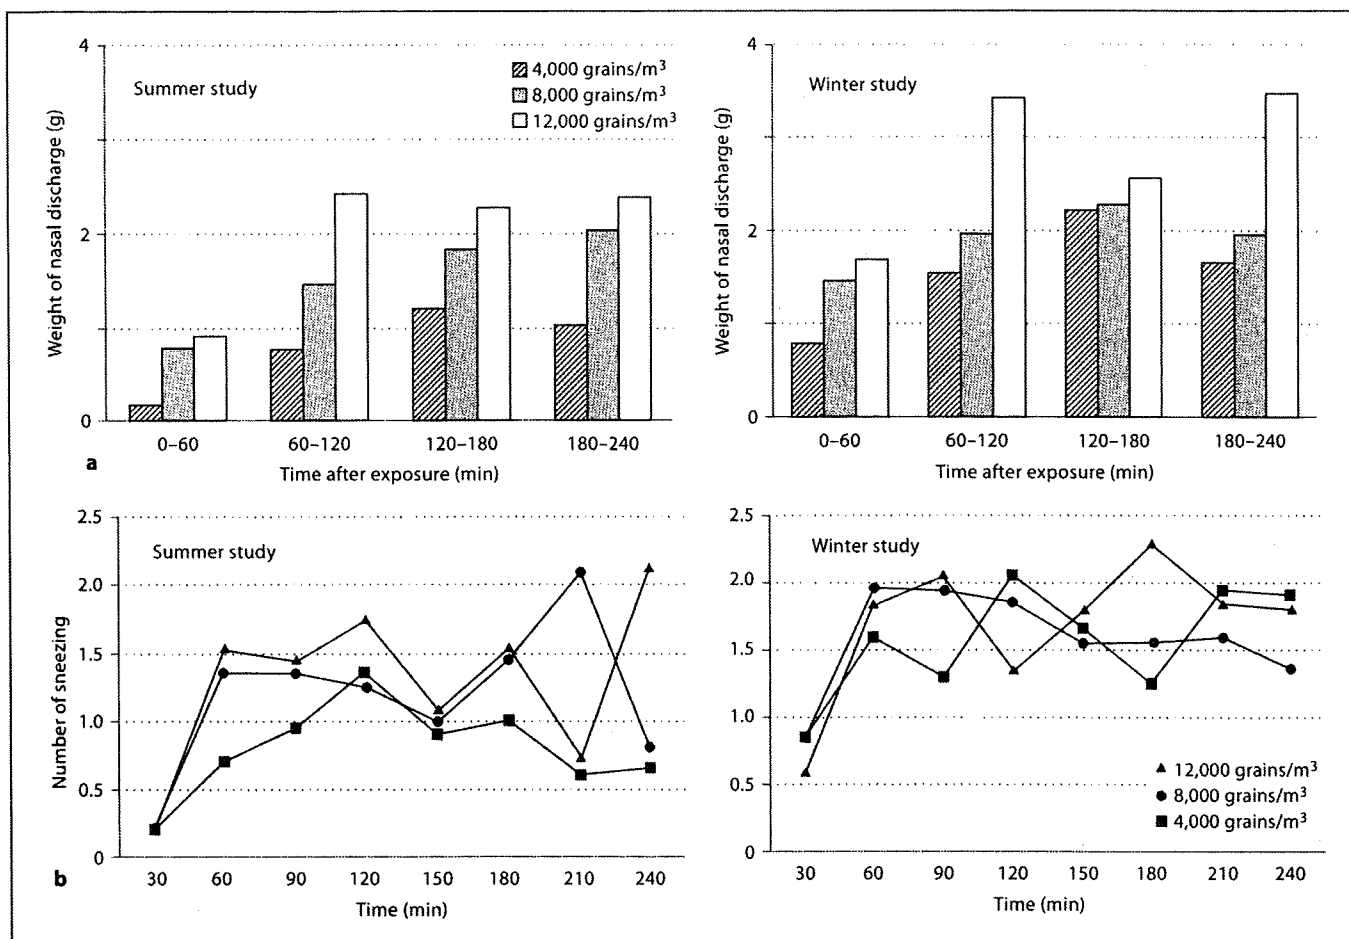 4
3
2
1
0
Weight of nasal discharge (g)
Summer study
4,000 grains/m³
8,000 grains/m³
12,000 grains/m³
0–60
60–120
120–180
180–240
Time after exposure (min)
a
4
2
0
Weight of nasal discharge (g)
Winter study
0–60
60–120
120–180
180–240
Time after exposure (min)
2.5
2.0
1.5
1.0
0.5
0
Number of sneezing
Summer study
30
60
90
120
150
180
210
240
Time (min)
b
2.5
2.0
1.5
1.0
0.5
0
Winter study
12,000 grains/m³
8,000 grains/m³
4,000 grains/m³
30
60
90
120
150
180
210
240
Time (min)